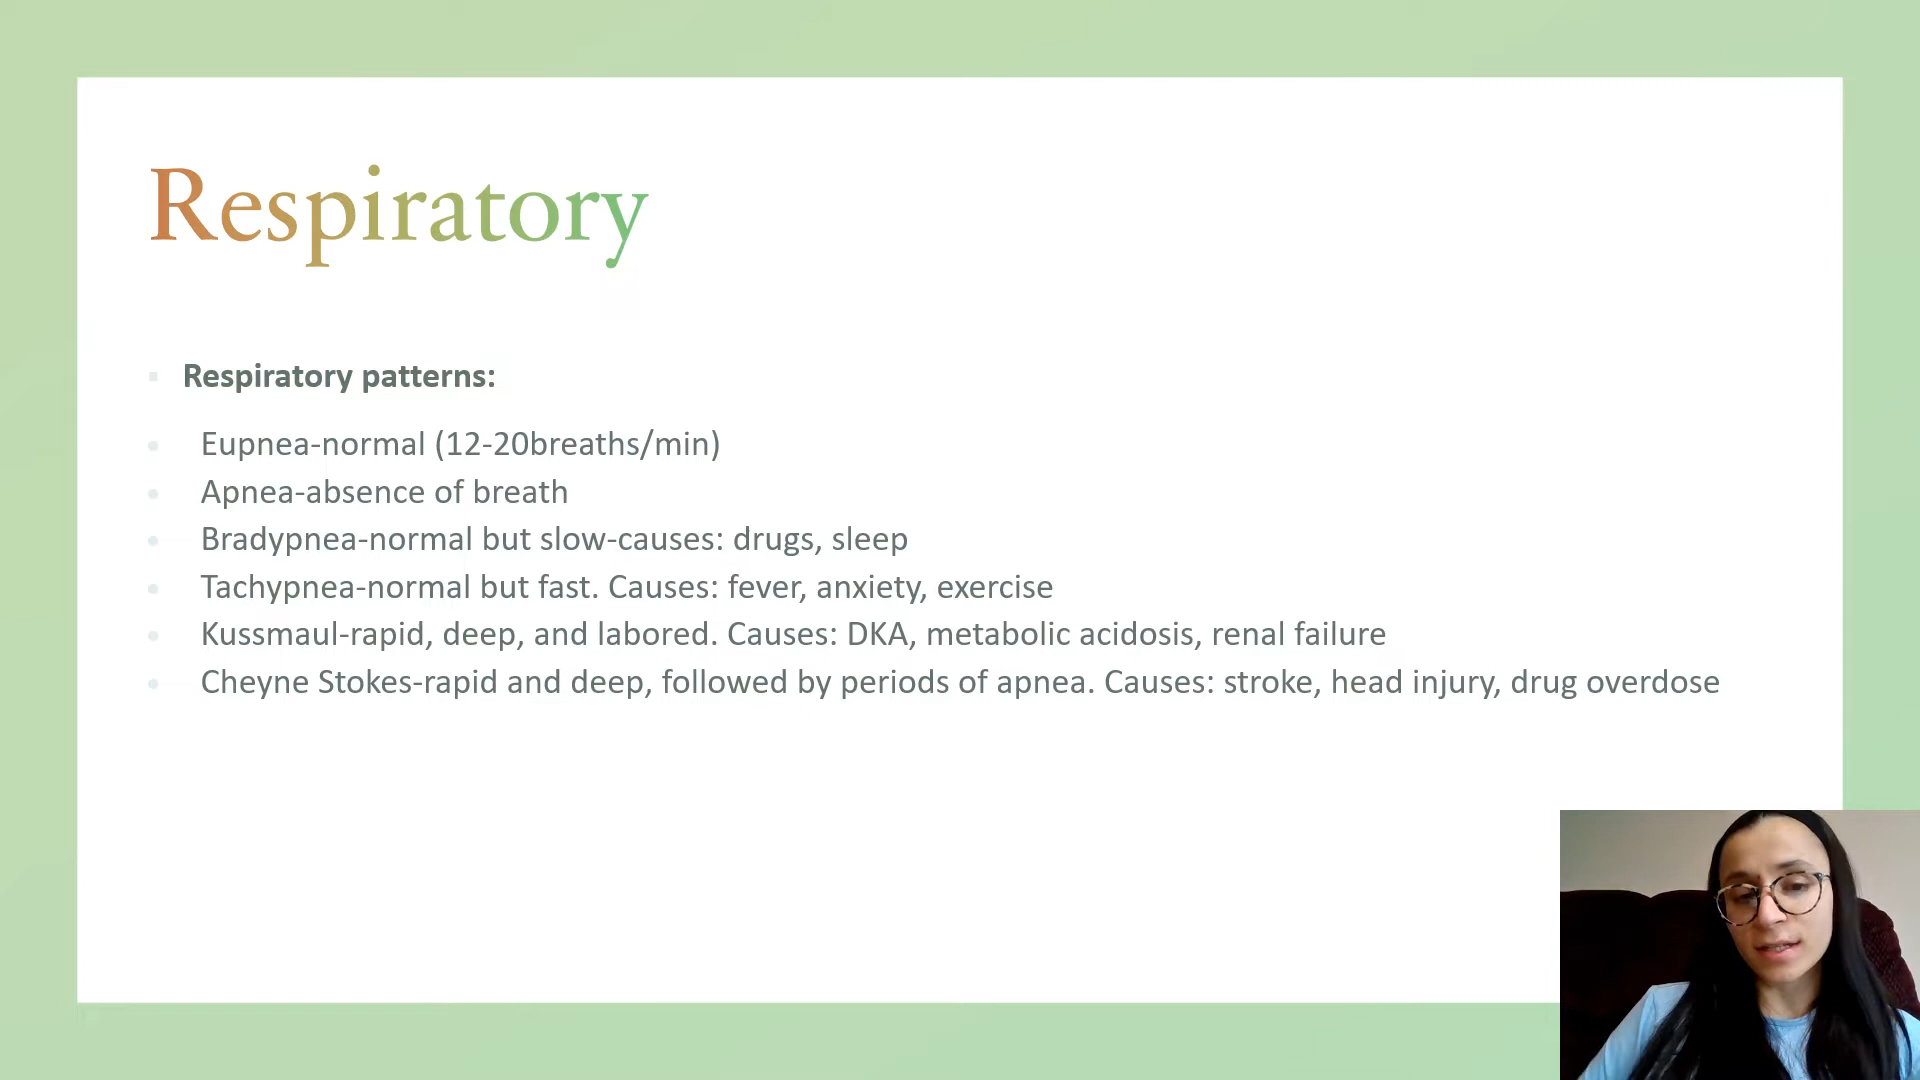 Respiratory
Respiratory patterns:
Eupnea-normal (12-20breaths/min)
Apnea-absence of breath
Bradypnea-normal but slow-causes: drugs, sleep
Tachypnea-normal but fast. Causes: fever, anxiety, exercise
Kussmaul-rapid, deep, and labored. Causes: DKA, metabolic acidosis, renal failure
Cheyne Stokes-rapid and deep, followed by periods of apnea. Causes: stroke, head injury, drug overdose